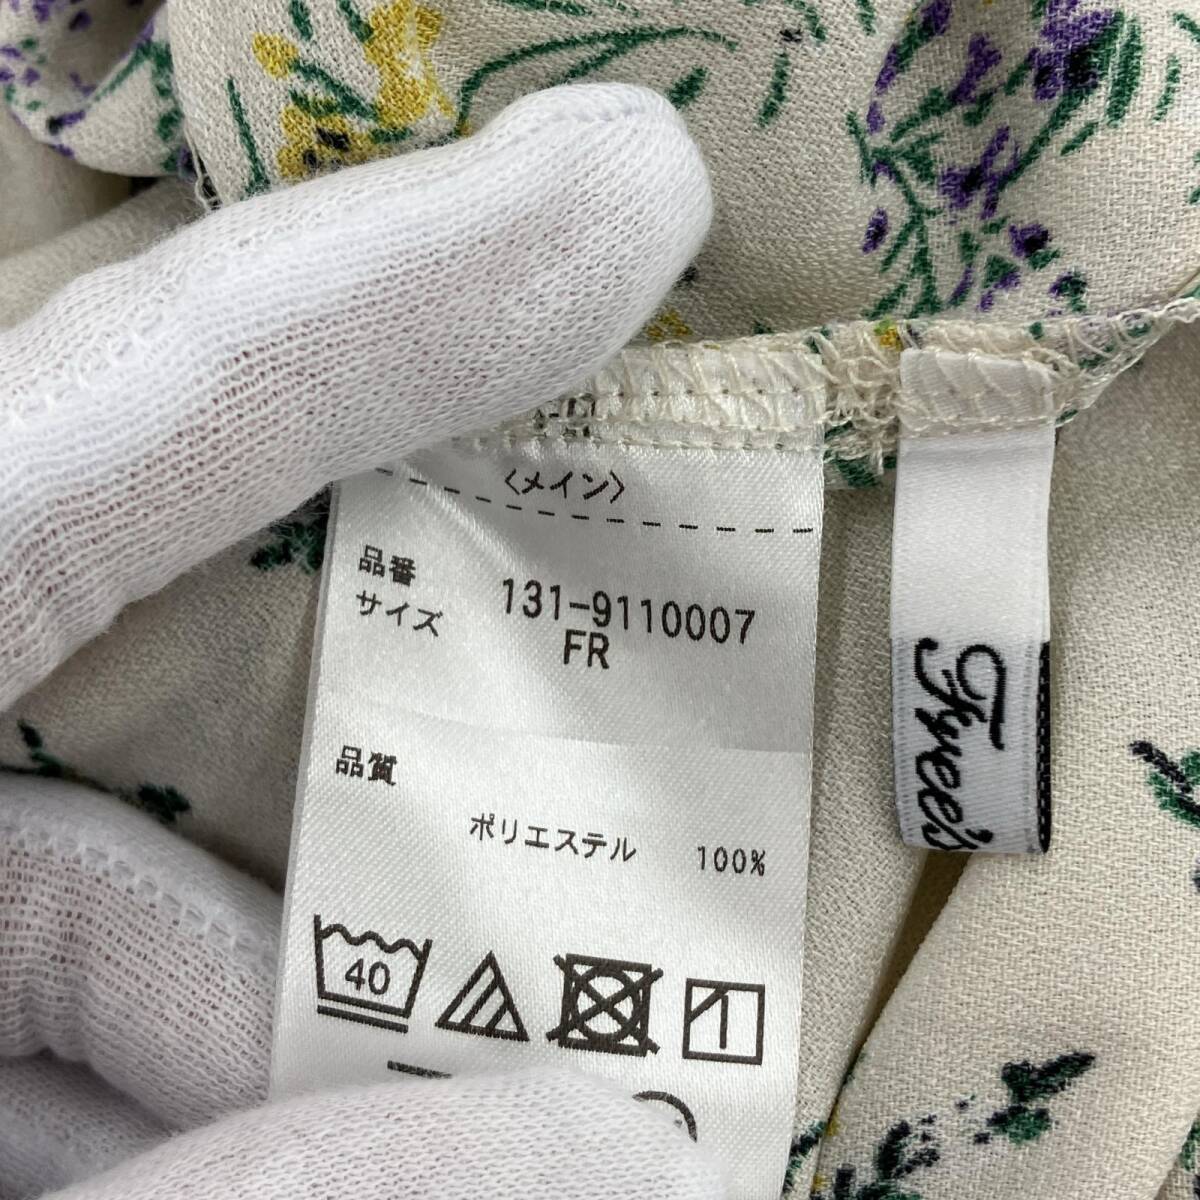 〈メイン〉
品番 131-9110007
サイズ FR
品質
ポリエステル 100%
40
Tweel's